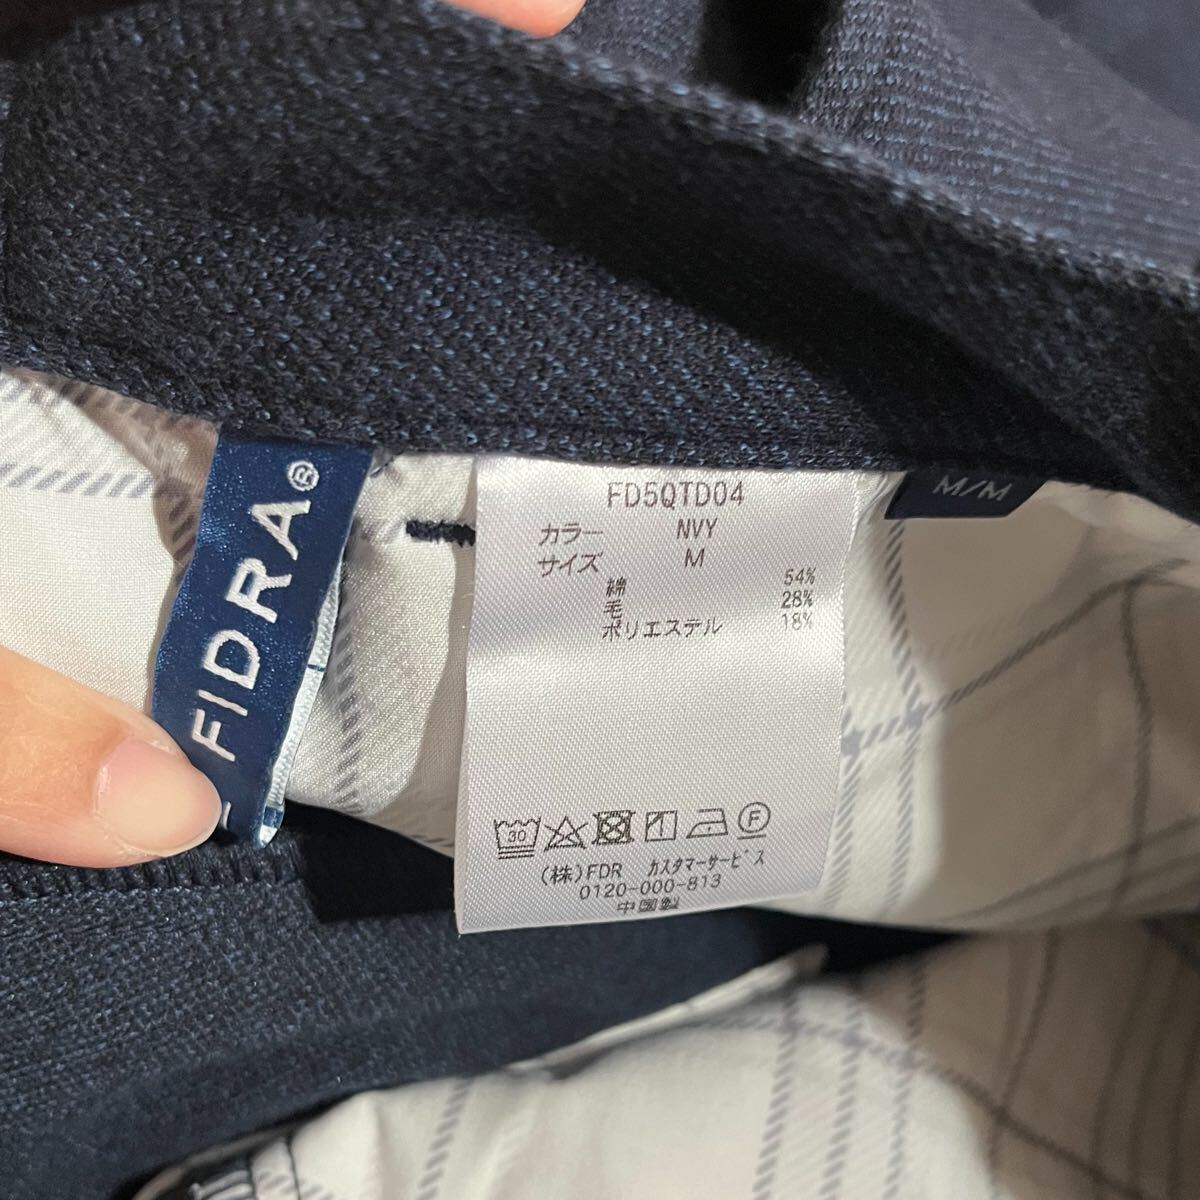 FIDRA®
FD5QTD04
カラー NVY
サイズ M
綿 54%
毛 28%
ポリエステル 18%
30
F
(株)FDR カスタマーサービス
0120-000-813
中国製
M/M